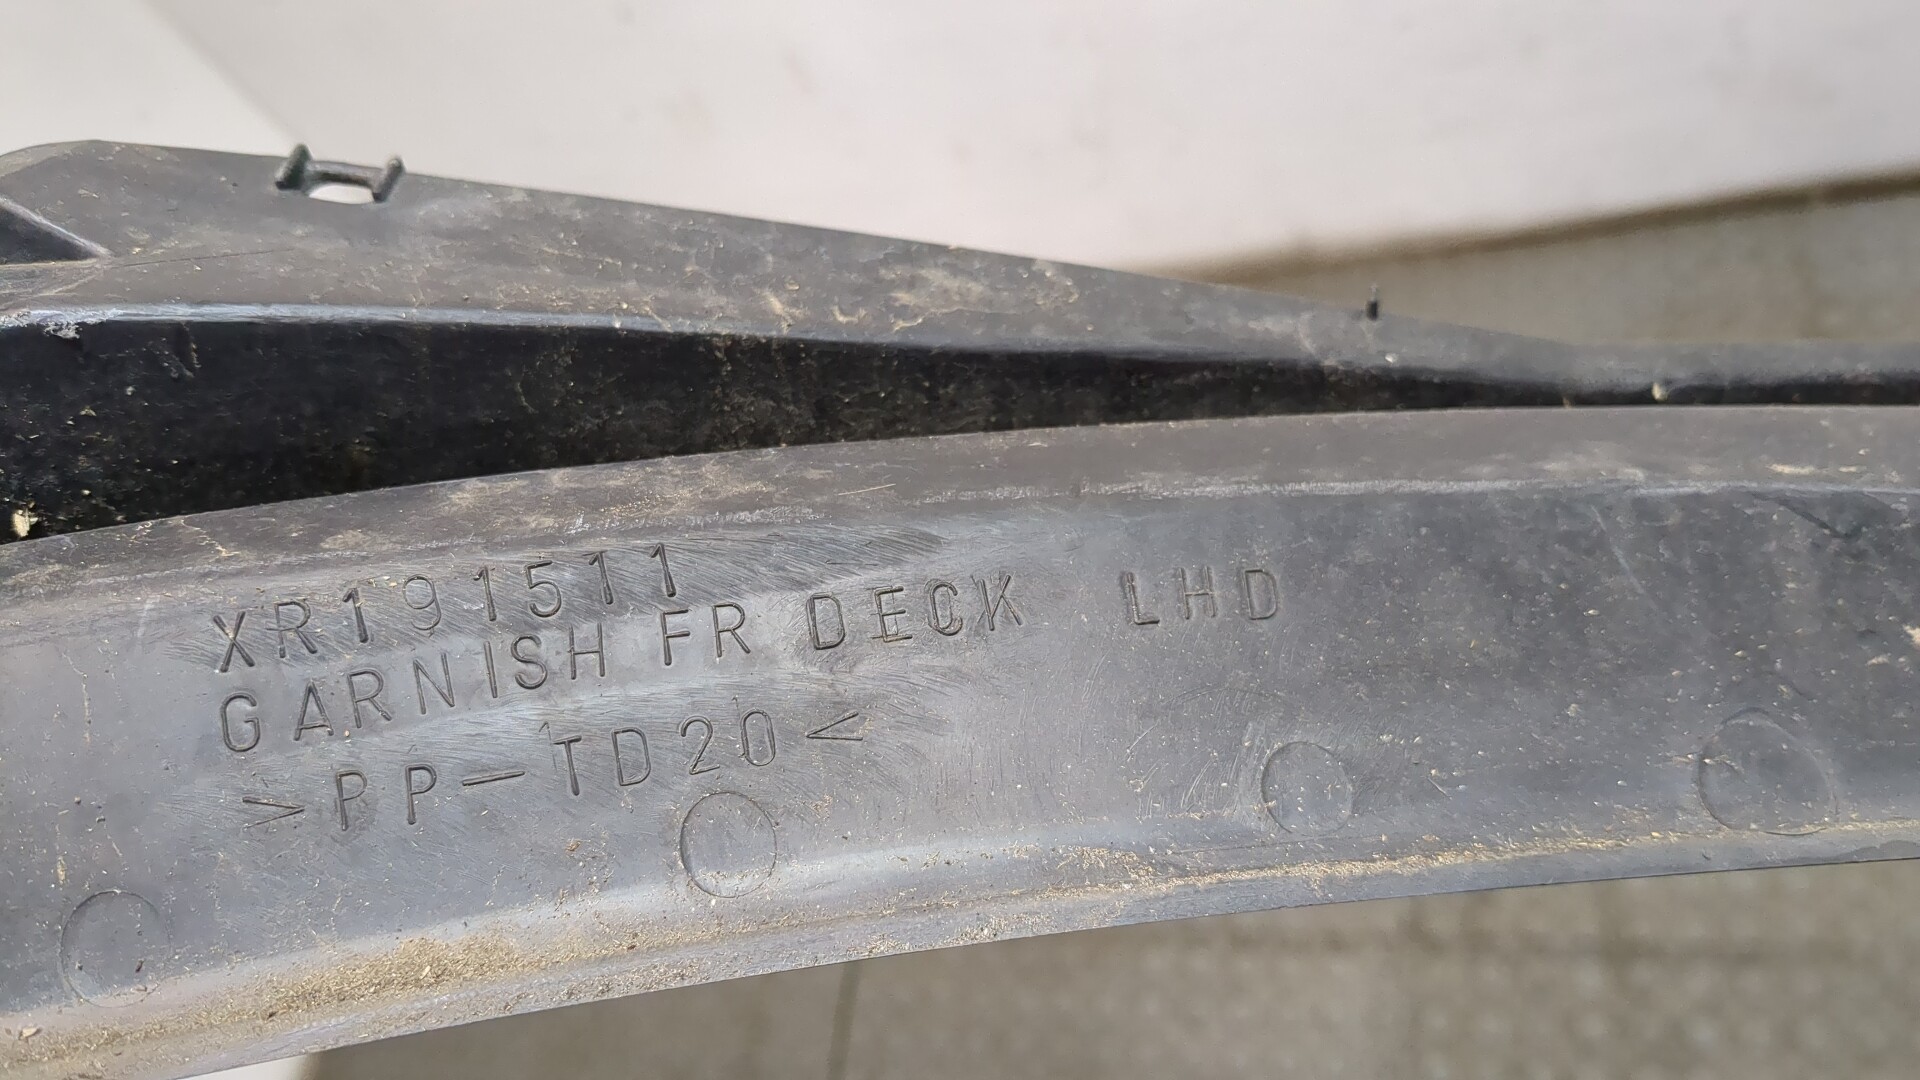 XR191511
GARNISH FR DECK LHD
>PP-TD20<